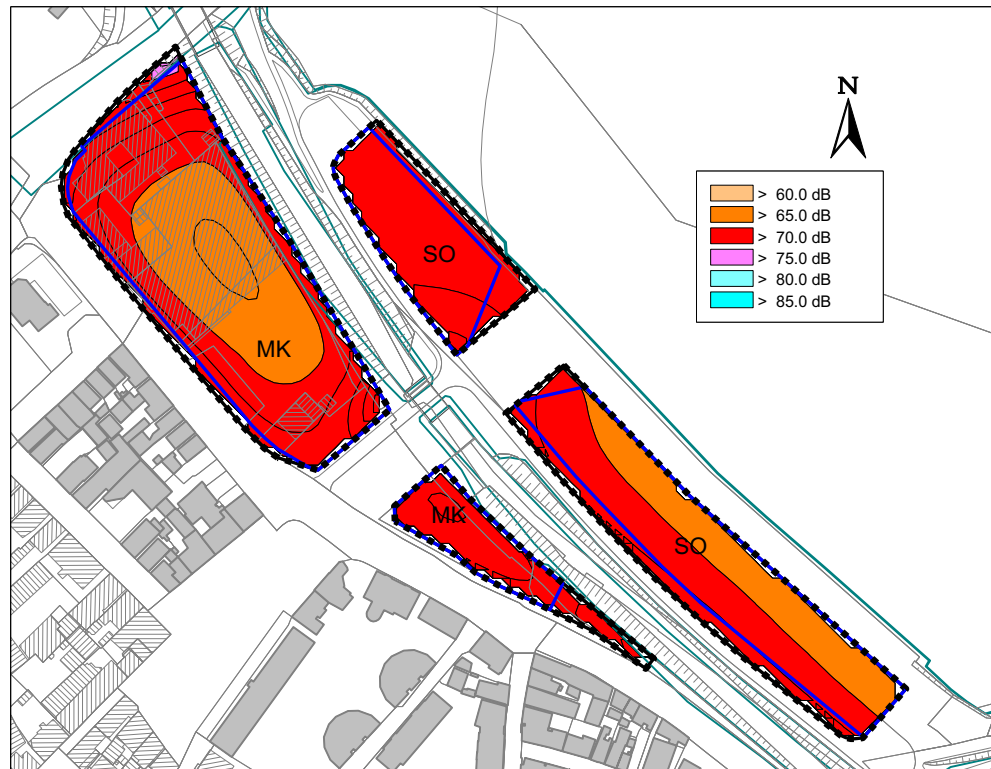 N
> 60.0 dB
> 65.0 dB
> 70.0 dB
> 75.0 dB
> 80.0 dB
> 85.0 dB
SO
MK
MK
SO